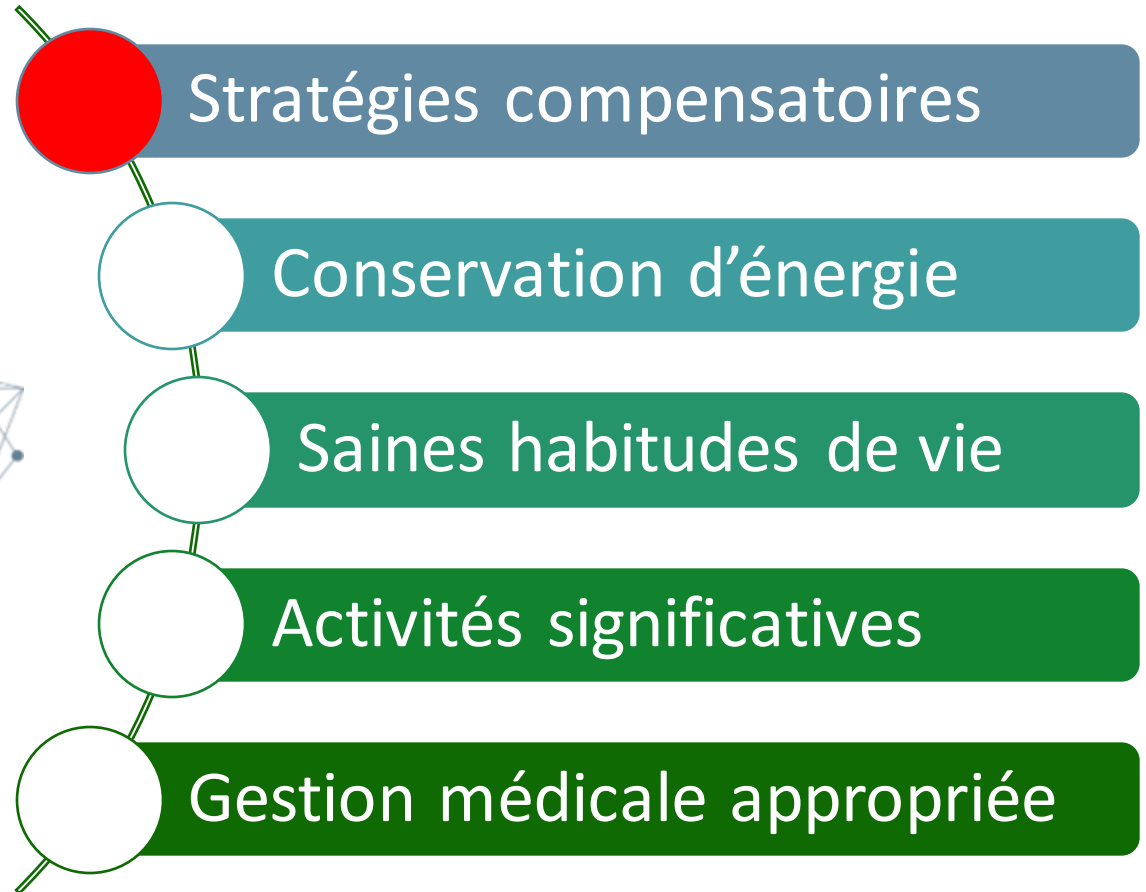 Stratégies compensatoires
Conservation d’énergie
Saines habitudes de vie
Activités significatives
Gestion médicale appropriée